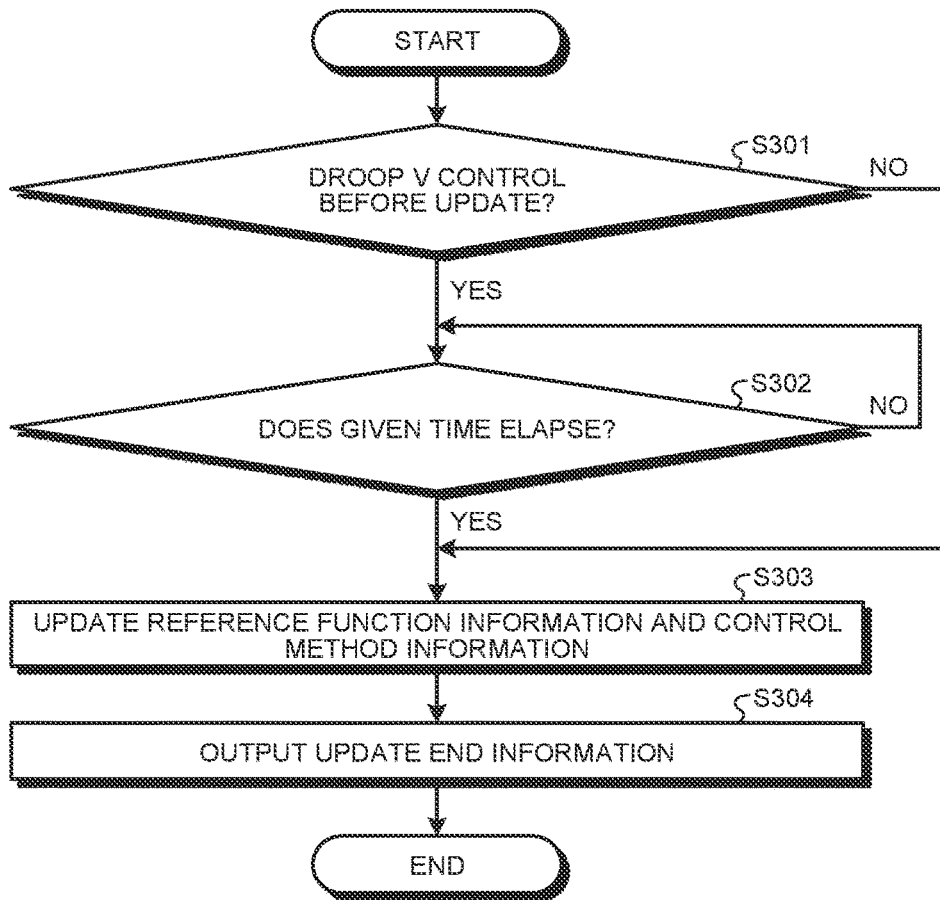 START
S301
DROOP V CONTROL
BEFORE UPDATE?
NO
YES
S302
DOES GIVEN TIME ELAPSE?
NO
YES
S303
UPDATE REFERENCE FUNCTION INFORMATION AND CONTROL
METHOD INFORMATION
S304
OUTPUT UPDATE END INFORMATION
END